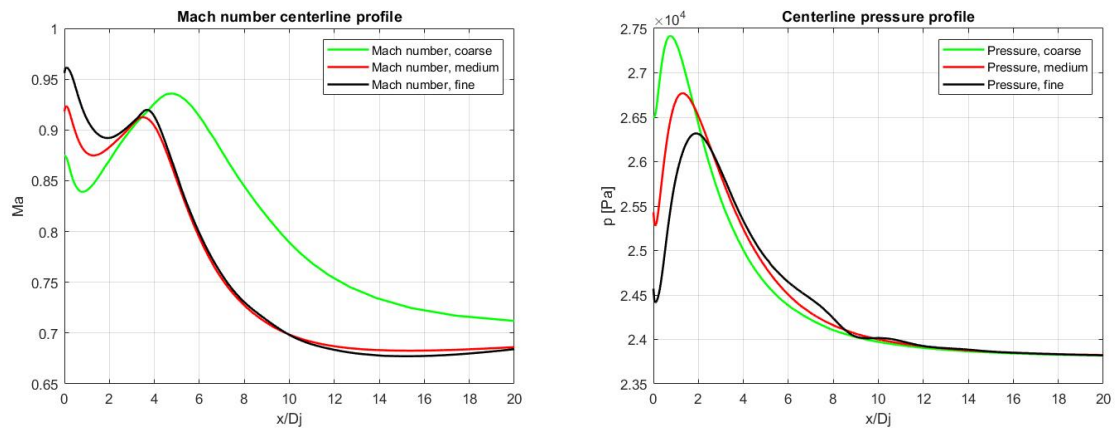 Mach number centerline profile
1
0.95
0.9
0.85
0.8
0.75
0.7
0.65
Ma
Mach number, coarse
Mach number, medium
Mach number, fine
0 2 4 6 8 10 12 14 16 18 20
x/Dj
Centerline pressure profile
×10⁴
2.75
2.7
2.65
2.6
2.55
2.5
2.45
2.4
2.35
p [Pa]
Pressure, coarse
Pressure, medium
Pressure, fine
0 2 4 6 8 10 12 14 16 18 20
x/Dj